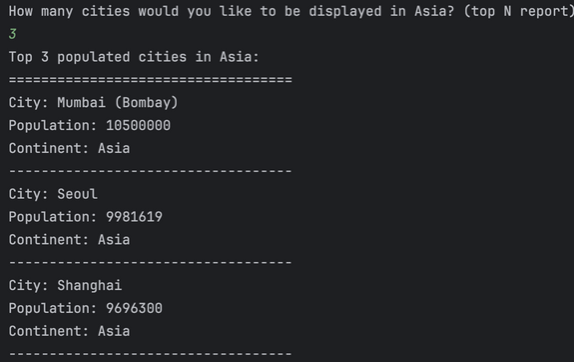 How many cities would you like to be displayed in Asia? (top N report)
3
Top 3 populated cities in Asia:
===================================
City: Mumbai (Bombay)
Population: 10500000
Continent: Asia
-----------------------------------
City: Seoul
Population: 9981619
Continent: Asia
-----------------------------------
City: Shanghai
Population: 9696300
Continent: Asia
-----------------------------------